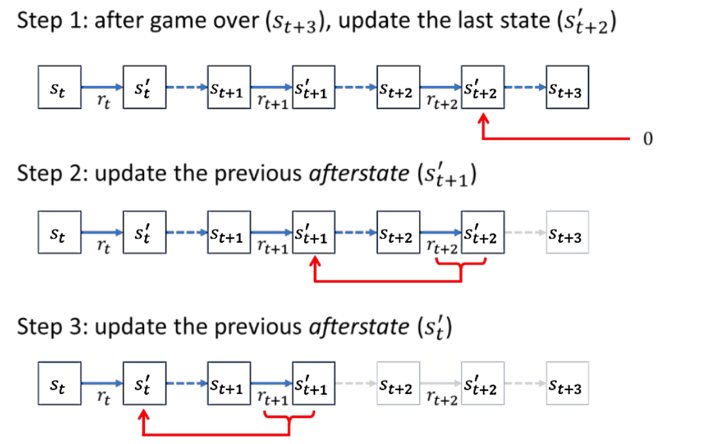 Step 1: after game over (s_{t+3}), update the last state (s'_{t+2})
s_t r_t s'_t s_{t+1} r_{t+1} s'_{t+1} s_{t+2} r_{t+2} s'_{t+2} s_{t+3}
0
Step 2: update the previous afterstate (s'_{t+1})
s_t r_t s'_t s_{t+1} r_{t+1} s'_{t+1} s_{t+2} r_{t+2} s'_{t+2} s_{t+3}
Step 3: update the previous afterstate (s'_t)
s_t r_t s'_t s_{t+1} r_{t+1} s'_{t+1} s_{t+2} r_{t+2} s'_{t+2} s_{t+3}